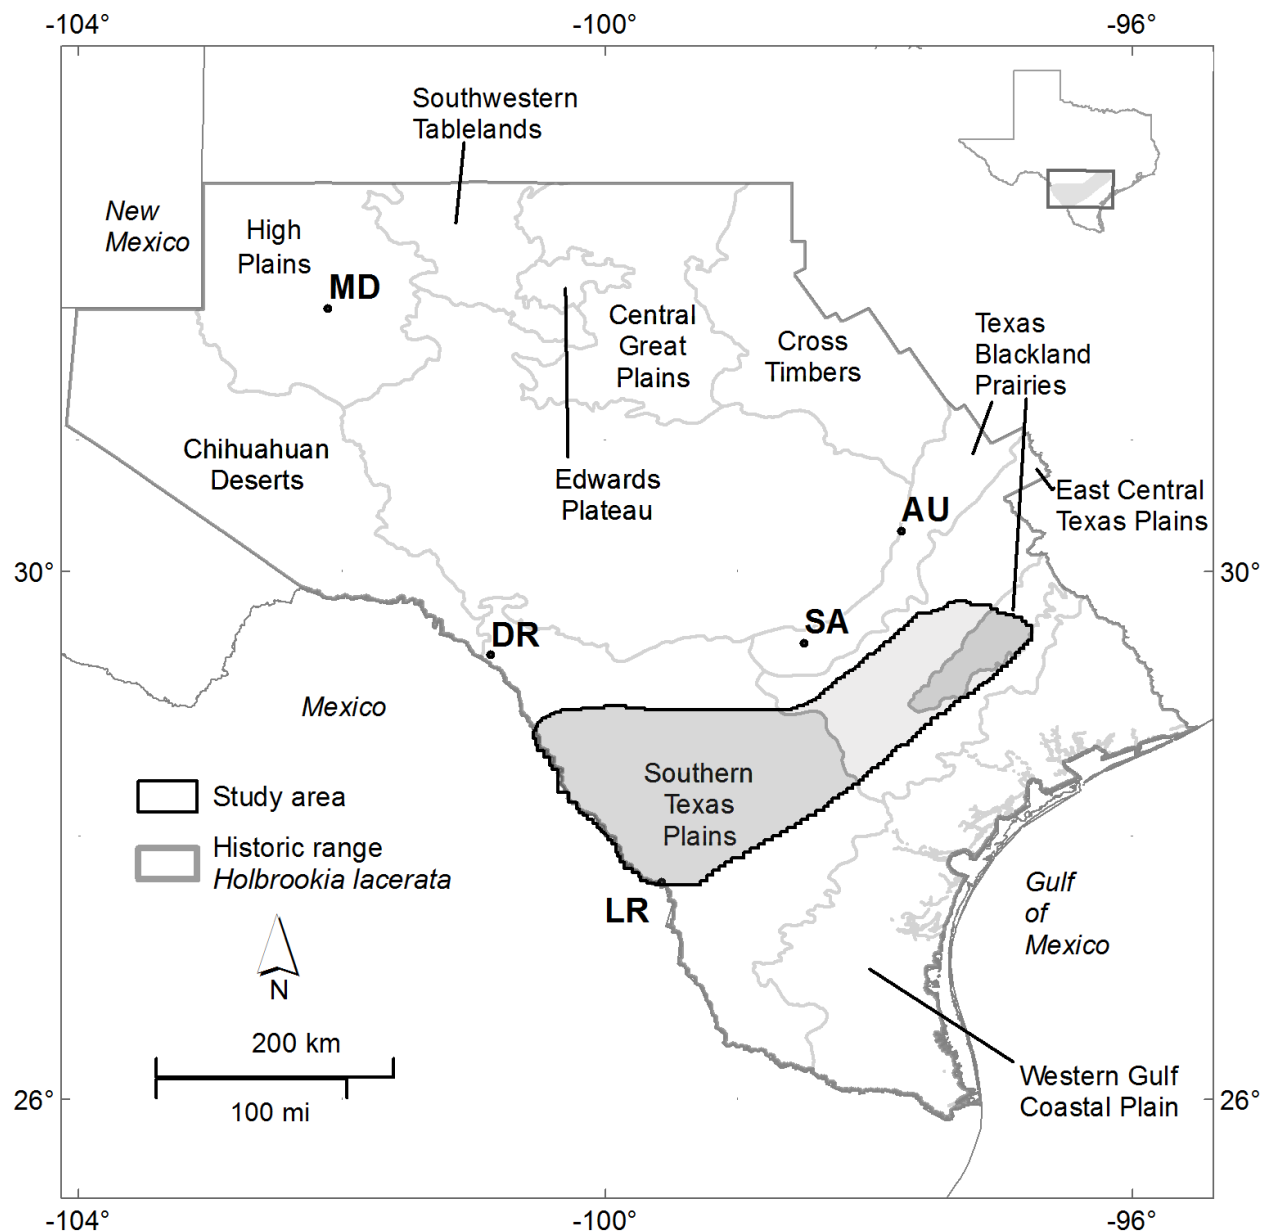 -104°
-100°
-96°
Southwestern
Tablelands
New
Mexico
High
Plains
MD
Central
Great
Plains
Cross
Timbers
Texas
Blackland
Prairies
Chihuahuan
Deserts
Edwards
Plateau
AU
East Central
Texas Plains
30°
30°
DR
SA
Mexico
Southern
Texas
Plains
Study area
Historic range
Holbrookia lacerata
LR
Gulf
of
Mexico
N
200 km
100 mi
Western Gulf
Coastal Plain
26°
26°
-104°
-100°
-96°